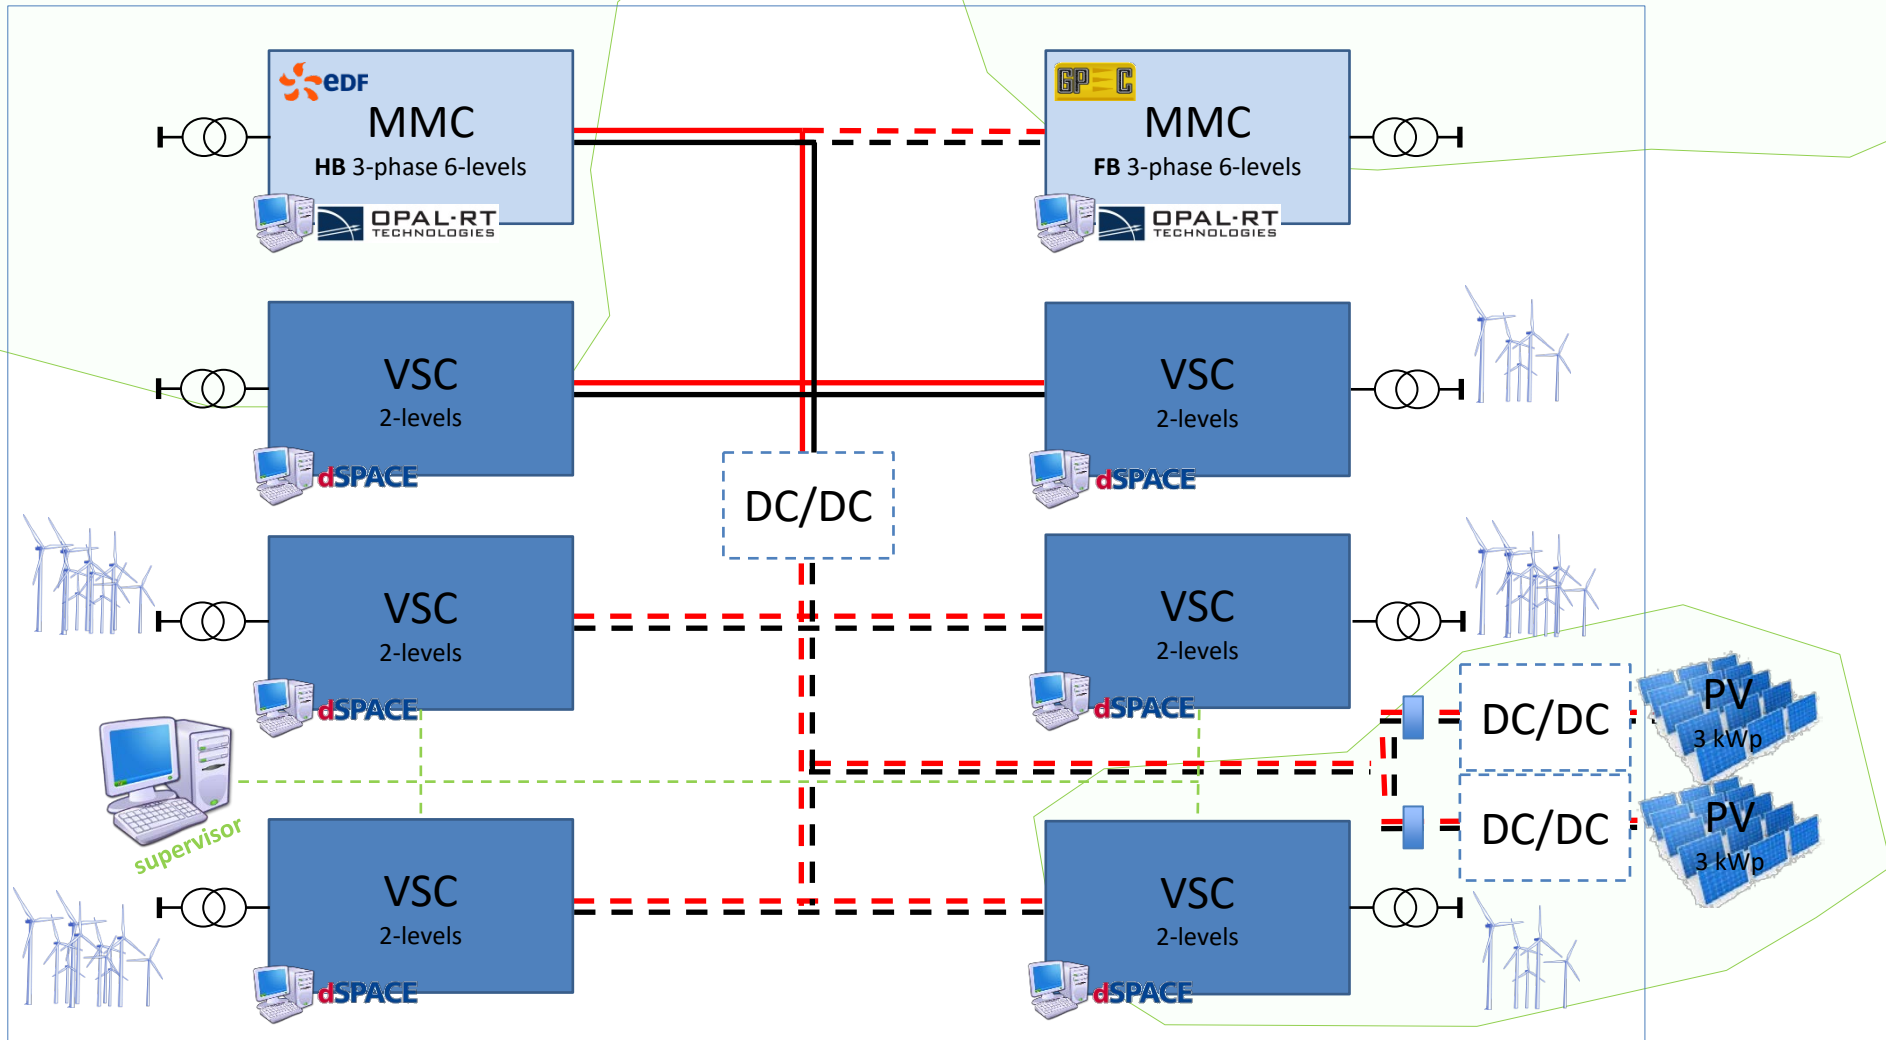 eDF
MMC
HB 3-phase 6-levels
OPAL-RT
TECHNOLOGIES
GPEC
MMC
FB 3-phase 6-levels
OPAL-RT
TECHNOLOGIES
VSC
2-levels
dSPACE
VSC
2-levels
dSPACE
DC/DC
VSC
2-levels
dSPACE
VSC
2-levels
dSPACE
DC/DC
PV
3 kWp
DC/DC
PV
3 kWp
supervisor
VSC
2-levels
dSPACE
VSC
2-levels
dSPACE